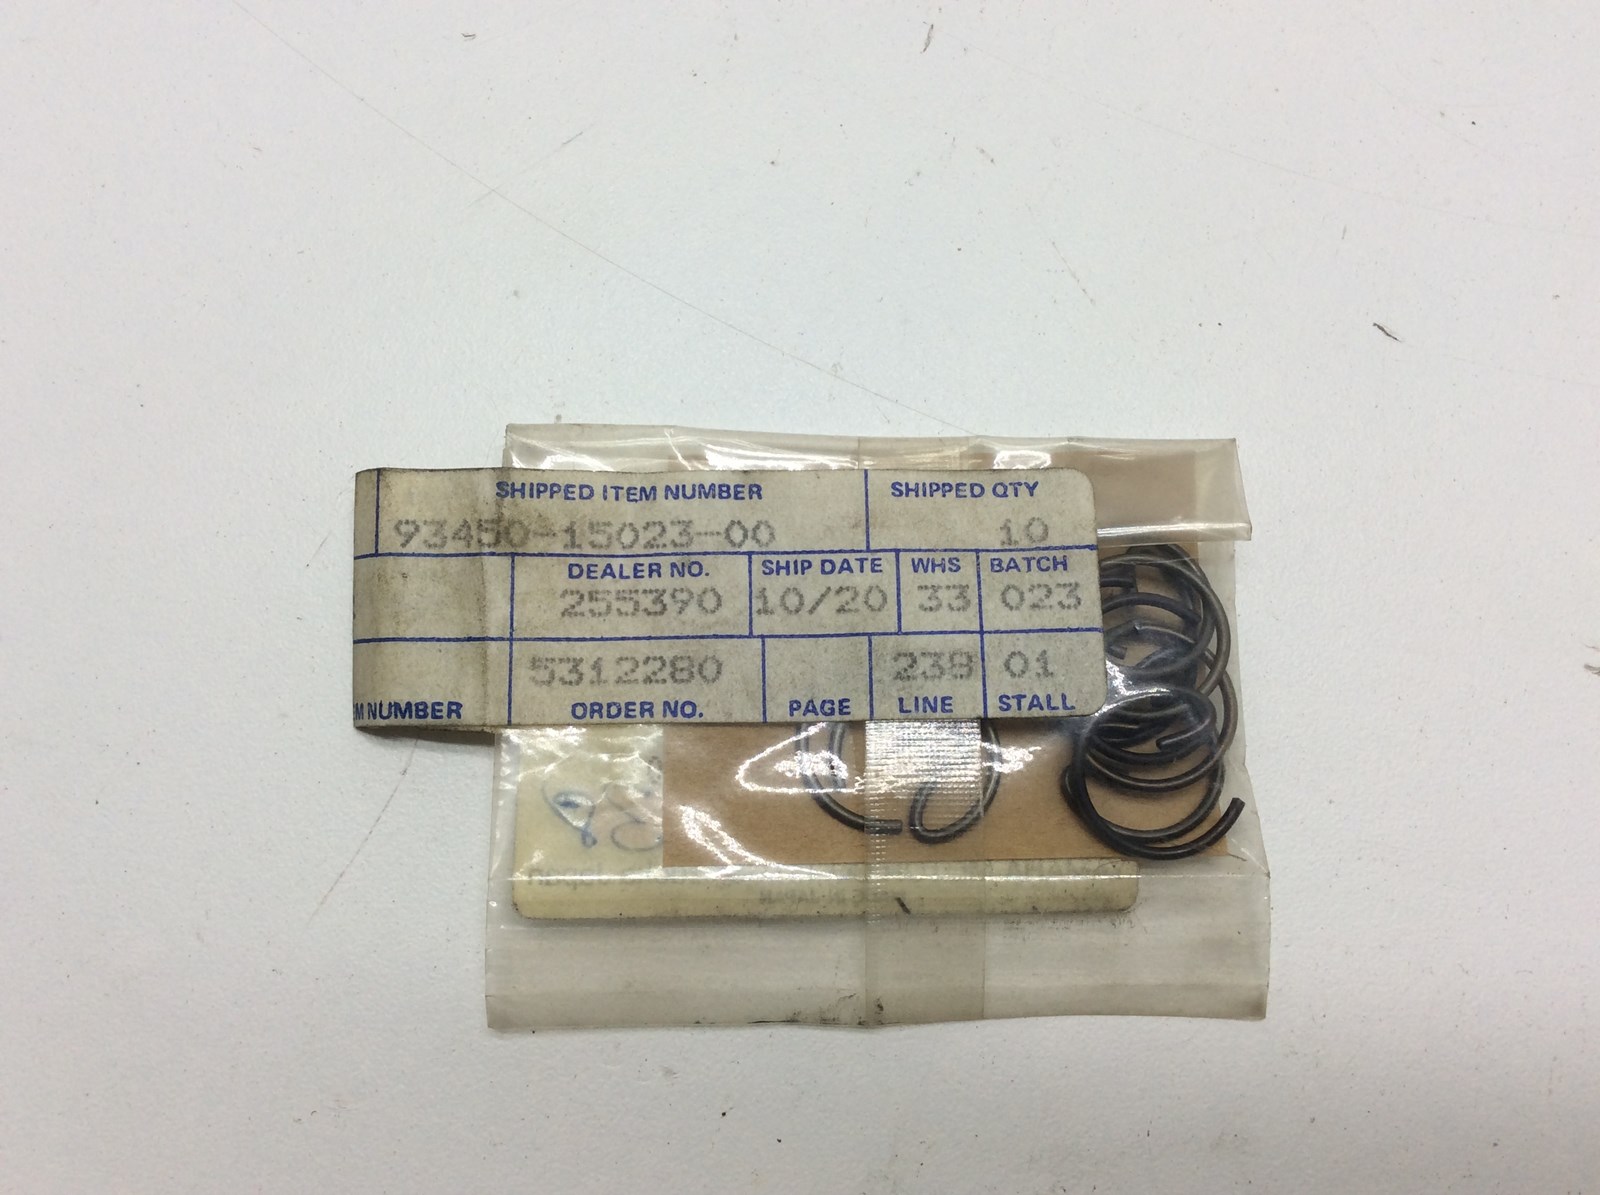 SHIPPED ITEM NUMBER SHIPPED QTY
93450-15023-00 10
DEALER NO. SHIP DATE WHS BATCH
255390 10/20 33 023
5312280 239 01
M NUMBER ORDER NO. PAGE LINE STALL